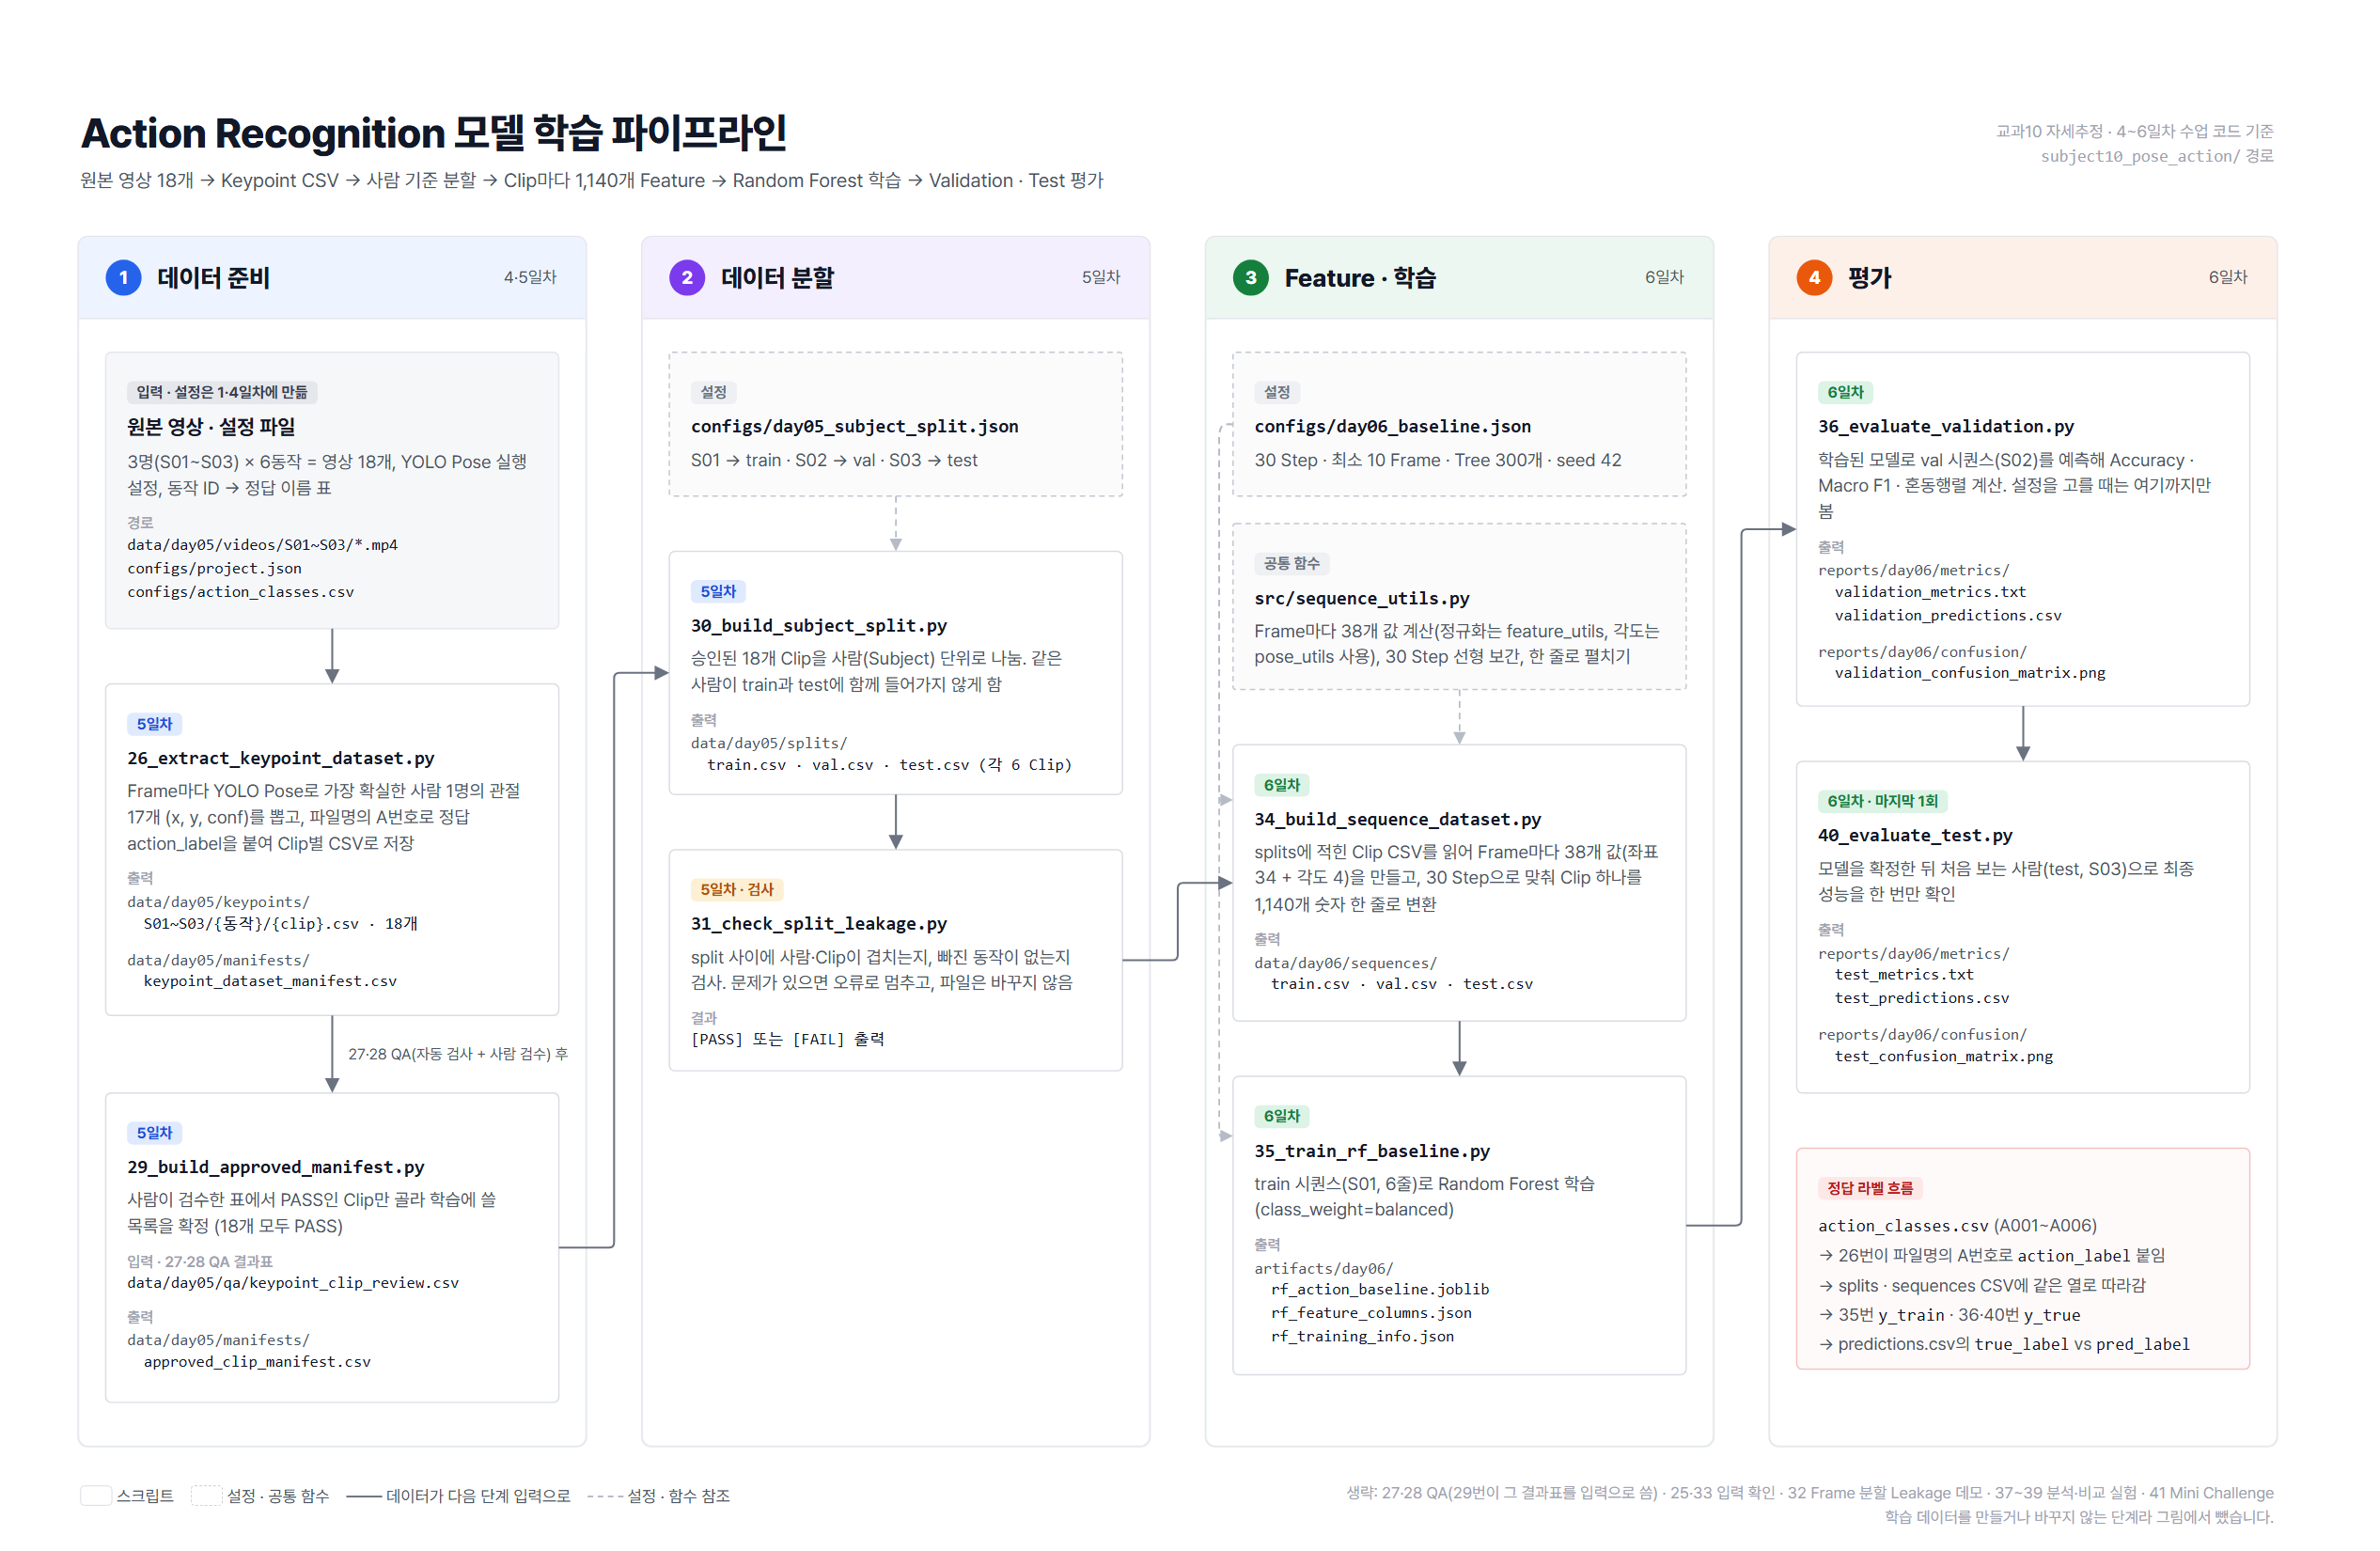 Action Recognition 모델 학습 파이프라인
원본 영상 18개 → Keypoint CSV → 사람 기준 분할 → Clip마다 1,140개 Feature → Random Forest 학습 → Validation · Test 평가
교과10 자세추정 · 4~6일차 수업 코드 기준
subject10_pose_action/ 경로
1 데이터 준비 4·5일차
입력 · 설정은 1·4일차에 만듦
원본 영상 · 설정 파일
3명(S01~S03) × 6동작 = 영상 18개, YOLO Pose 실행
설정, 동작 ID → 정답 이름 표
경로
data/day05/videos/S01~S03/*.mp4
configs/project.json
configs/action_classes.csv
5일차
26_extract_keypoint_dataset.py
Frame마다 YOLO Pose로 가장 확실한 사람 1명의 관절
17개 (x, y, conf)를 뽑고, 파일명의 A번호로 정답
action_label을 붙여 Clip별 CSV로 저장
출력
data/day05/keypoints/
S01~S03/{동작}/{clip}.csv · 18개
data/day05/manifests/
keypoint_dataset_manifest.csv
27·28 QA(자동 검사 + 사람 검수) 후
5일차
29_build_approved_manifest.py
사람이 검수한 표에서 PASS인 Clip만 골라 학습에 쓸
목록을 확정 (18개 모두 PASS)
입력 · 27·28 QA 결과표
data/day05/qa/keypoint_clip_review.csv
출력
data/day05/manifests/
approved_clip_manifest.csv
2 데이터 분할 5일차
설정
configs/day05_subject_split.json
S01 → train · S02 → val · S03 → test
5일차
30_build_subject_split.py
승인된 18개 Clip을 사람(Subject) 단위로 나눔. 같은
사람이 train과 test에 함께 들어가지 않게 함
출력
data/day05/splits/
train.csv · val.csv · test.csv (각 6 Clip)
5일차 · 검사
31_check_split_leakage.py
split 사이에 사람·Clip이 겹치는지, 빠진 동작이 없는지
검사. 문제가 있으면 오류로 멈추고, 파일은 바꾸지 않음
결과
[PASS] 또는 [FAIL] 출력
3 Feature · 학습 6일차
설정
configs/day06_baseline.json
30 Step · 최소 10 Frame · Tree 300개 · seed 42
공통 함수
src/sequence_utils.py
Frame마다 38개 값 계산(정규화는 feature_utils, 각도는
pose_utils 사용), 30 Step 선형 보간, 한 줄로 펼치기
6일차
34_build_sequence_dataset.py
splits에 적힌 Clip CSV를 읽어 Frame마다 38개 값(좌표
34 + 각도 4)을 만들고, 30 Step으로 맞춰 Clip 하나를
1,140개 숫자 한 줄로 변환
출력
data/day06/sequences/
train.csv · val.csv · test.csv
6일차
35_train_rf_baseline.py
train 시퀀스(S01, 6줄)로 Random Forest 학습
(class_weight=balanced)
출력
artifacts/day06/
rf_action_baseline.joblib
rf_feature_columns.json
rf_training_info.json
4 평가 6일차
6일차
36_evaluate_validation.py
학습된 모델로 val 시퀀스(S02)를 예측해 Accuracy ·
Macro F1 · 혼동행렬 계산. 설정을 고를 때는 여기까지만
봄
출력
reports/day06/metrics/
validation_metrics.txt
validation_predictions.csv
reports/day06/confusion/
validation_confusion_matrix.png
6일차 · 마지막 1회
40_evaluate_test.py
모델을 확정한 뒤 처음 보는 사람(test, S03)으로 최종
성능을 한 번만 확인
출력
reports/day06/metrics/
test_metrics.txt
test_predictions.csv
reports/day06/confusion/
test_confusion_matrix.png
정답 라벨 흐름
action_classes.csv (A001~A006)
→ 26번이 파일명의 A번호로 action_label 붙임
→ splits · sequences CSV에 같은 열로 따라감
→ 35번 y_train · 36·40번 y_true
→ predictions.csv의 true_label vs pred_label
스크립트 설정 · 공통 함수 데이터가 다음 단계 입력으로 설정 · 함수 참조
생략: 27·28 QA(29번이 그 결과표를 입력으로 씀) · 25·33 입력 확인 · 32 Frame 분할 Leakage 데모 · 37~39 분석·비교 실험 · 41 Mini Challenge
학습 데이터를 만들거나 바꾸지 않는 단계라 그림에서 뺐습니다.